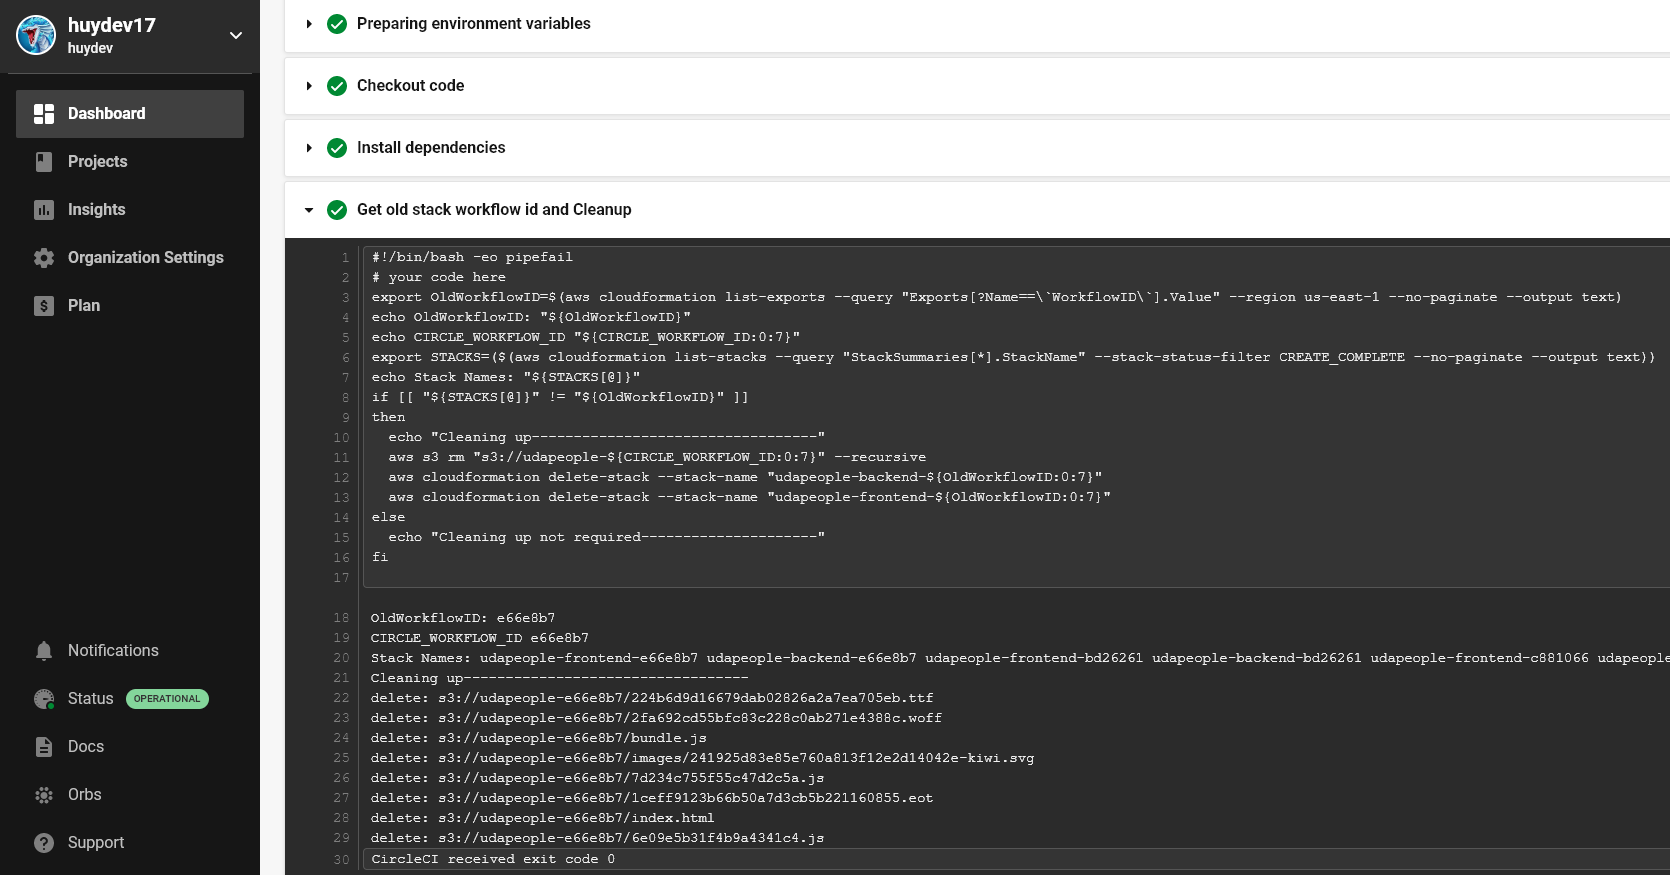 huydev17
huydev
Dashboard
Projects
Insights
Organization Settings
Plan
Notifications
Status OPERATIONAL
Docs
Orbs
Support
Preparing environment variables
Checkout code
Install dependencies
Get old stack workflow id and Cleanup
1 #!/bin/bash -eo pipefail
2 # your code here
3 export OldWorkflowID=$(aws cloudformation list-exports --query "Exports[?Name==\`WorkflowID\`].Value" --region us-east-1 --no-paginate --output text)
4 echo OldWorkflowID: "${OldWorkflowID}"
5 echo CIRCLE_WORKFLOW_ID "${CIRCLE_WORKFLOW_ID:0:7}"
6 export STACKS=($(aws cloudformation list-stacks --query "StackSummaries[*].StackName" --stack-status-filter CREATE_COMPLETE --no-paginate --output text))
7 echo Stack Names: "${STACKS[@]}"
8 if [[ "${STACKS[@]}" != "${OldWorkflowID}" ]]
9 then
10 echo "Cleaning up----------------------------------"
11 aws s3 rm "s3://udapeople-${CIRCLE_WORKFLOW_ID:0:7}" --recursive
12 aws cloudformation delete-stack --stack-name "udapeople-backend-${OldWorkflowID:0:7}"
13 aws cloudformation delete-stack --stack-name "udapeople-frontend-${OldWorkflowID:0:7}"
14 else
15 echo "Cleaning up not required---------------------"
16 fi
17
18 OldWorkflowID: e66e8b7
19 CIRCLE_WORKFLOW_ID e66e8b7
20 Stack Names: udapeople-frontend-e66e8b7 udapeople-backend-e66e8b7 udapeople-frontend-bd26261 udapeople-backend-bd26261 udapeople-frontend-c881066 udapeople
21 Cleaning up----------------------------------
22 delete: s3://udapeople-e66e8b7/224b6d9d16679dab02826a2a7ea705eb.ttf
23 delete: s3://udapeople-e66e8b7/2fa692cd55bfc83c228c0ab271e4388c.woff
24 delete: s3://udapeople-e66e8b7/bundle.js
25 delete: s3://udapeople-e66e8b7/images/241925d83e85e760a813f12e2d14042e-kiwi.svg
26 delete: s3://udapeople-e66e8b7/7d234c755f55c47d2c5a.js
27 delete: s3://udapeople-e66e8b7/1ceff9123b66b50a7d3cb5b221160855.eot
28 delete: s3://udapeople-e66e8b7/index.html
29 delete: s3://udapeople-e66e8b7/6e09e5b31f4b9a4341c4.js
30 CircleCI received exit code 0